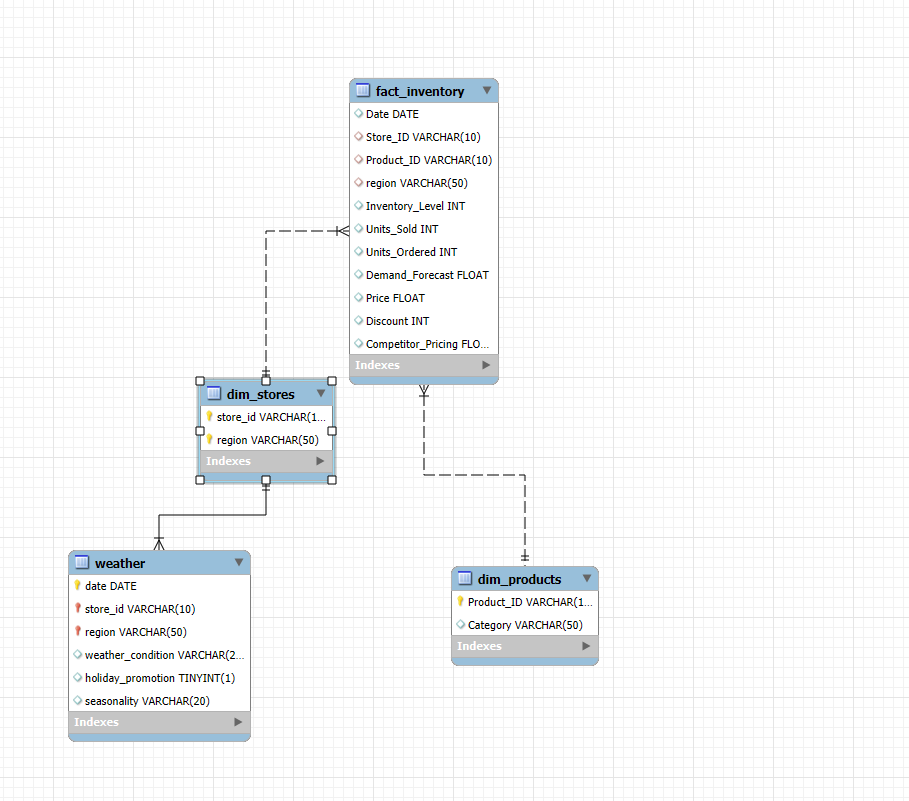 fact_inventory
Date DATE
Store_ID VARCHAR(10)
Product_ID VARCHAR(10)
region VARCHAR(50)
Inventory_Level INT
Units_Sold INT
Units_Ordered INT
Demand_Forecast FLOAT
Price FLOAT
Discount INT
Competitor_Pricing FLO...
Indexes
dim_stores
store_id VARCHAR(1...
region VARCHAR(50)
Indexes
weather
date DATE
store_id VARCHAR(10)
region VARCHAR(50)
weather_condition VARCHAR(2...
holiday_promotion TINYINT(1)
seasonality VARCHAR(20)
Indexes
dim_products
Product_ID VARCHAR(1...
Category VARCHAR(50)
Indexes